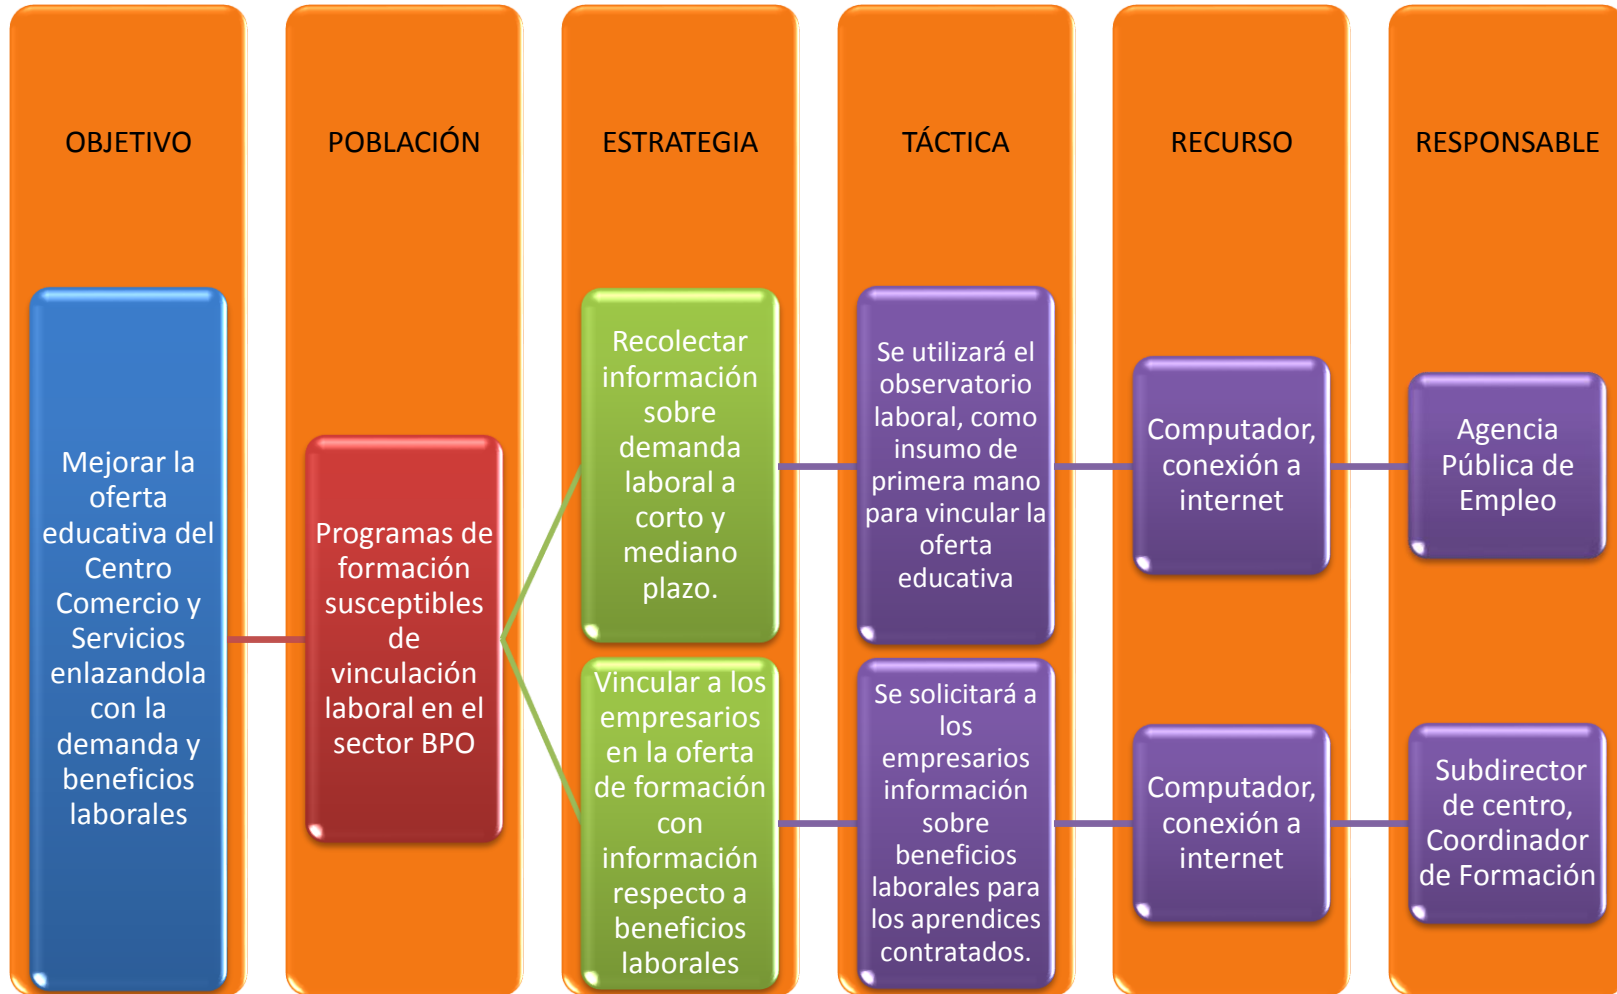 OBJETIVO
POBLACIÓN
ESTRATEGIA
TÁCTICA
RECURSO
RESPONSABLE
Mejorar la
oferta
educativa del
Centro
Comercio y
Servicios
enlazandola
con la
demanda y
beneficios
laborales
Programas de
formación
susceptibles
de
vinculación
laboral en el
sector BPO
Recolectar
información
sobre
demanda
laboral a
corto y
mediano
plazo.
Se utilizará el
observatorio
laboral, como
insumo de
primera mano
para vincular la
oferta
educativa
Computador,
conexión a
internet
Agencia
Pública de
Empleo
Vincular a los
empresarios
en la oferta
de formación
con
información
respecto a
beneficios
laborales
Se solicitará a
los
empresarios
información
sobre
beneficios
laborales para
los aprendices
contratados.
Computador,
conexión a
internet
Subdirector
de centro,
Coordinador
de Formación